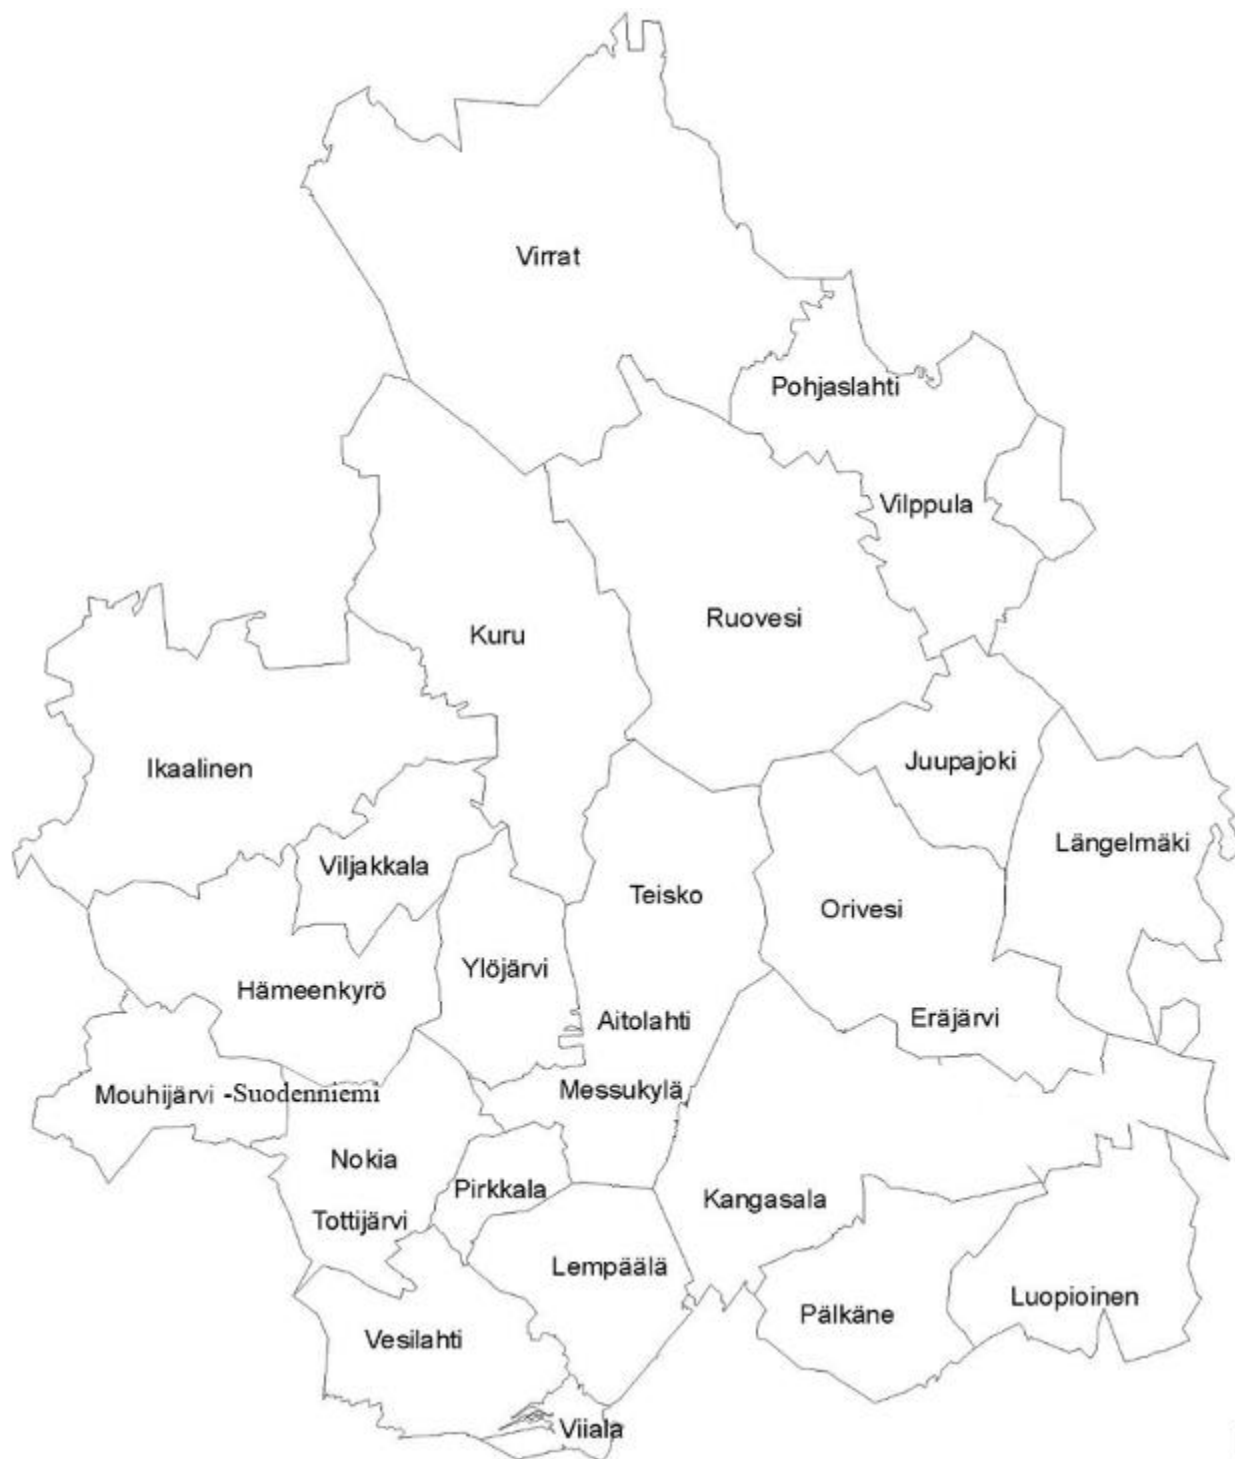 Virrat
Pohjaslahti
Vilppula
Ruovesi
Kuru
Juupajoki
Ikaalinen
Längelmäki
Viljakkala
Teisko
Orivesi
Ylöjärvi
Hämeenkyrö
Aitolahti
Eräjärvi
Messukylä
Mouhijärvi -Suodenniemi
Nokia
Pirkkala
Kangasala
Tottijärvi
Lempäälä
Luopioinen
Pälkäne
Vesilahti
Viiala